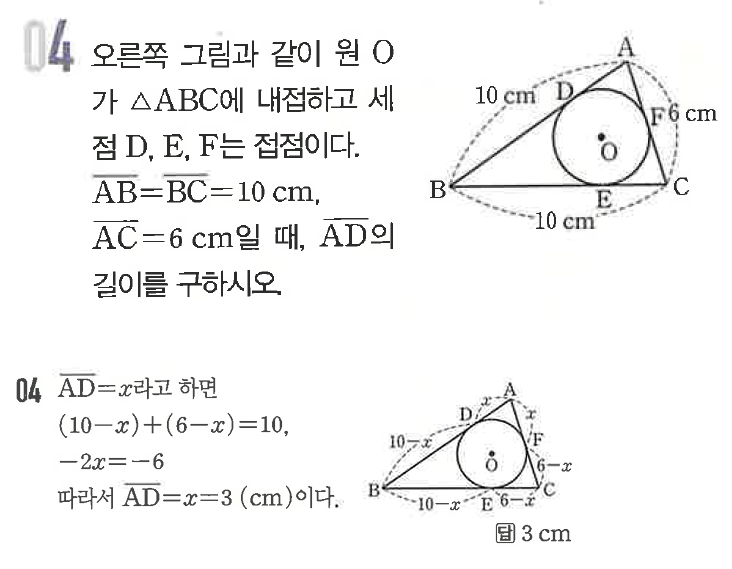 04
오른쪽 그림과 같이 원 O
가 △ABC에 내접하고 세
점 D, E, F는 접점이다.
AB=BC=10 cm,
AC=6 cm일 때, AD의
길이를 구하시오.
A
10 cm
D
F
6 cm
O
B
C
E
10 cm
04 AD=x라고 하면
(10-x)+(6-x)=10,
-2x=-6
따라서 AD=x=3 (cm)이다.
A
x
D
x
10-x
F
O
6-x
B
C
10-x
E
6-x
답 3 cm